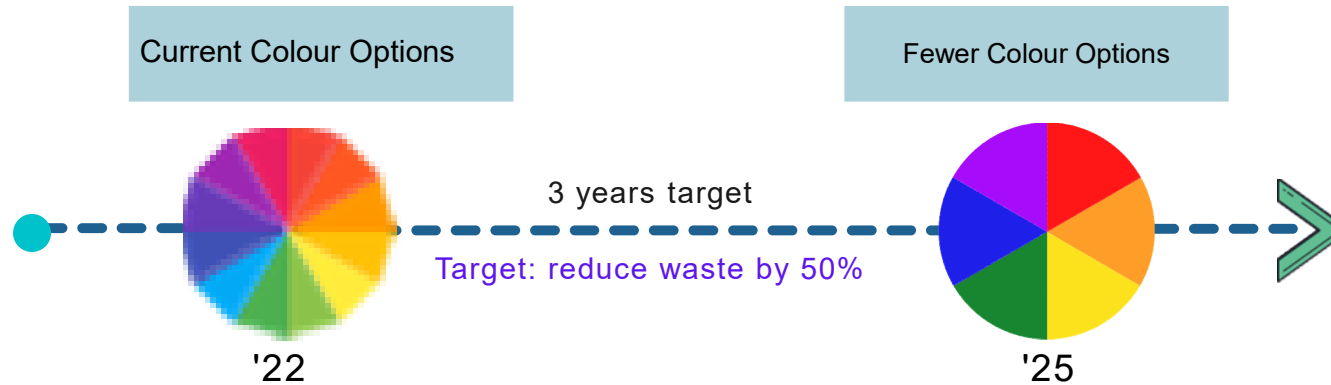 Current Colour Options
Fewer Colour Options
3 years target
Target: reduce waste by 50%
'22
'25